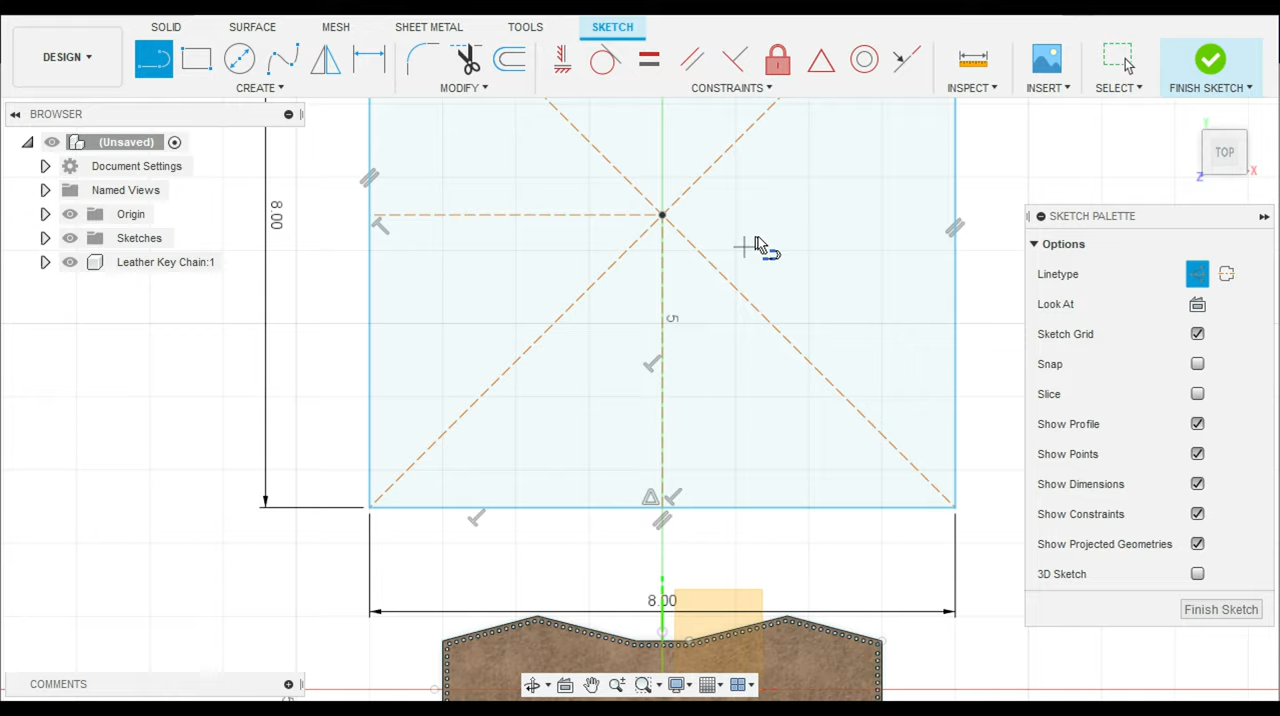 SOLID SURFACE MESH SHEET METAL TOOLS SKETCH
DESIGN
CREATE MODIFY CONSTRAINTS INSPECT INSERT SELECT FINISH SKETCH
BROWSER
(Unsaved)
Document Settings
Named Views
Origin
Sketches
Leather Key Chain:1
8.00
5
8.00
TOP
X
Z
Y
SKETCH PALETTE
Options
Linetype
Look At
Sketch Grid
Snap
Slice
Show Profile
Show Points
Show Dimensions
Show Constraints
Show Projected Geometries
3D Sketch
Finish Sketch
COMMENTS